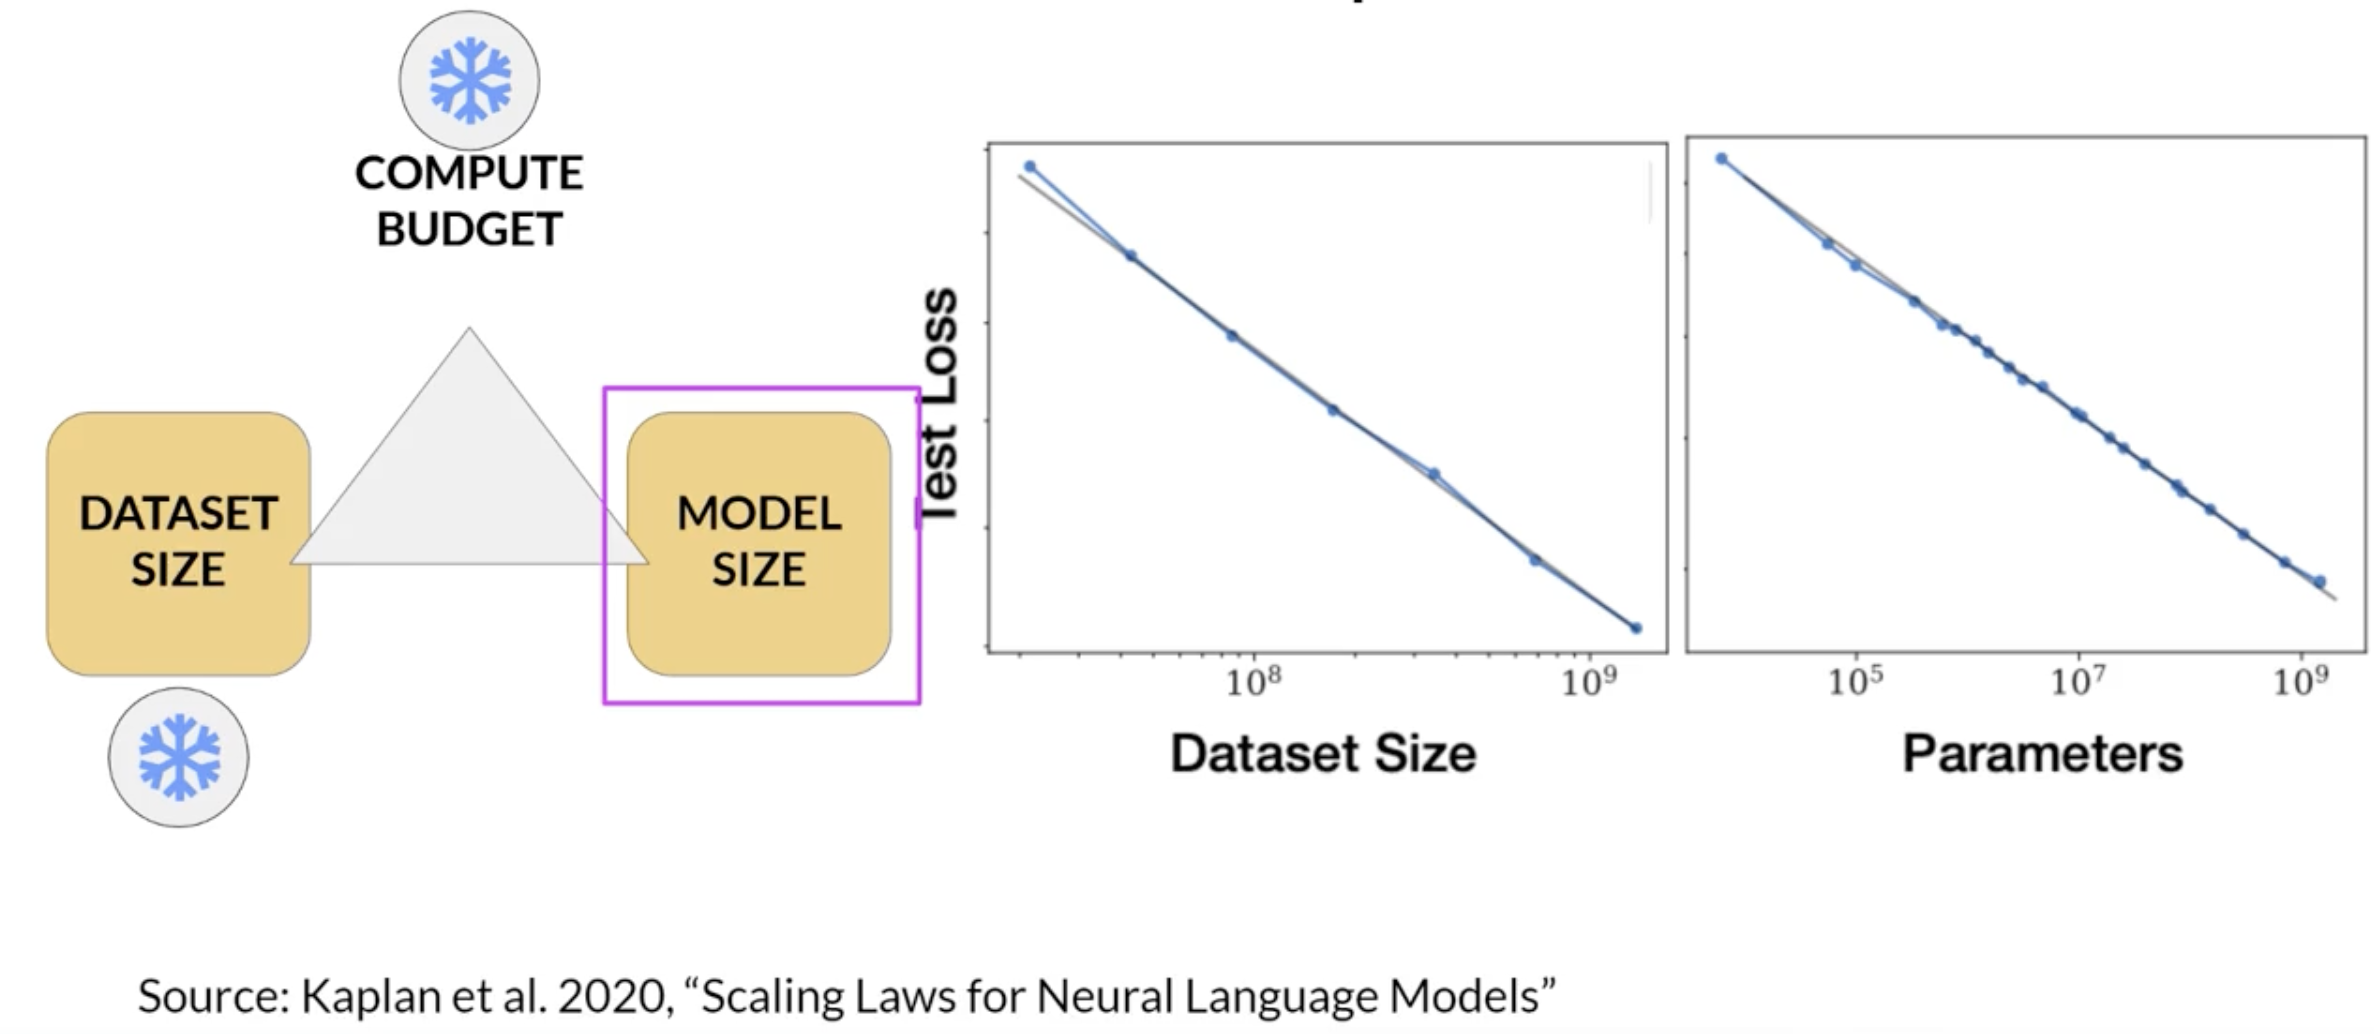 COMPUTE
BUDGET
DATASET
SIZE
MODEL
SIZE
Test Loss
10⁸
10⁹
Dataset Size
10⁵
10⁷
10⁹
Parameters
Source: Kaplan et al. 2020, “Scaling Laws for Neural Language Models”